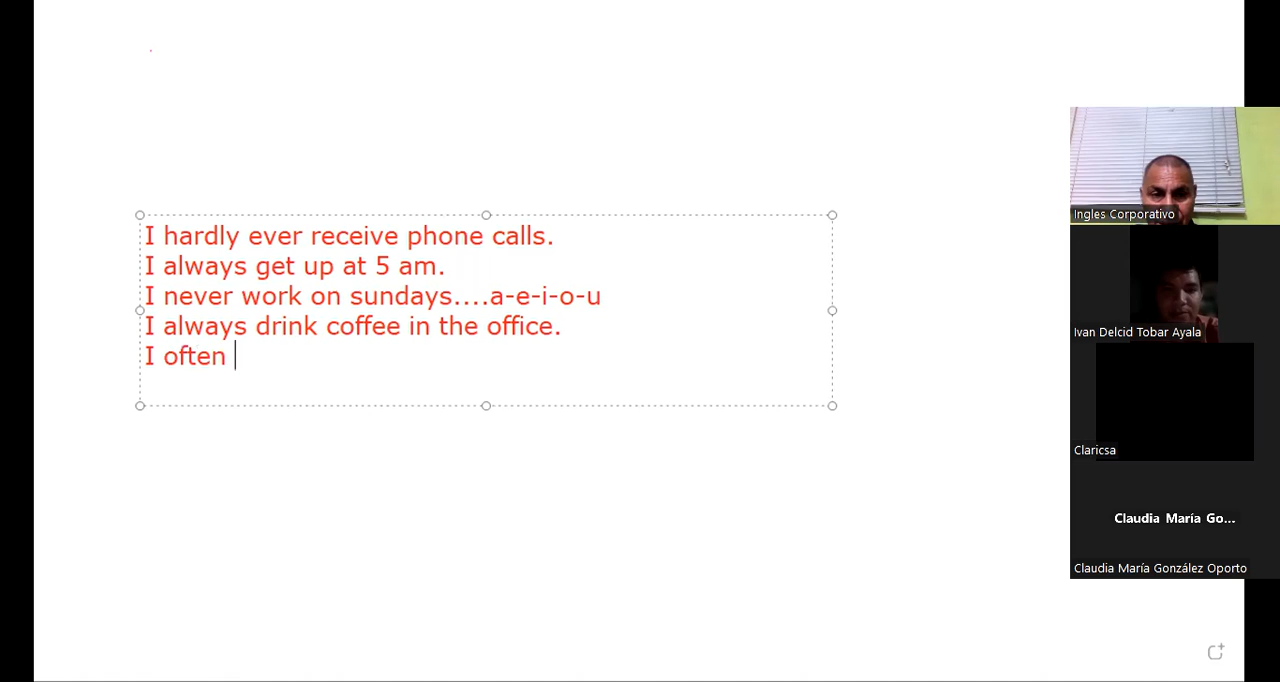 I hardly ever receive phone calls.
I always get up at 5 am.
I never work on sundays....a-e-i-o-u
I always drink coffee in the office.
I often
Ingles Corporativo
Ivan Delcid Tobar Ayala
Claricsa
Claudia María Go...
Claudia María González Oporto